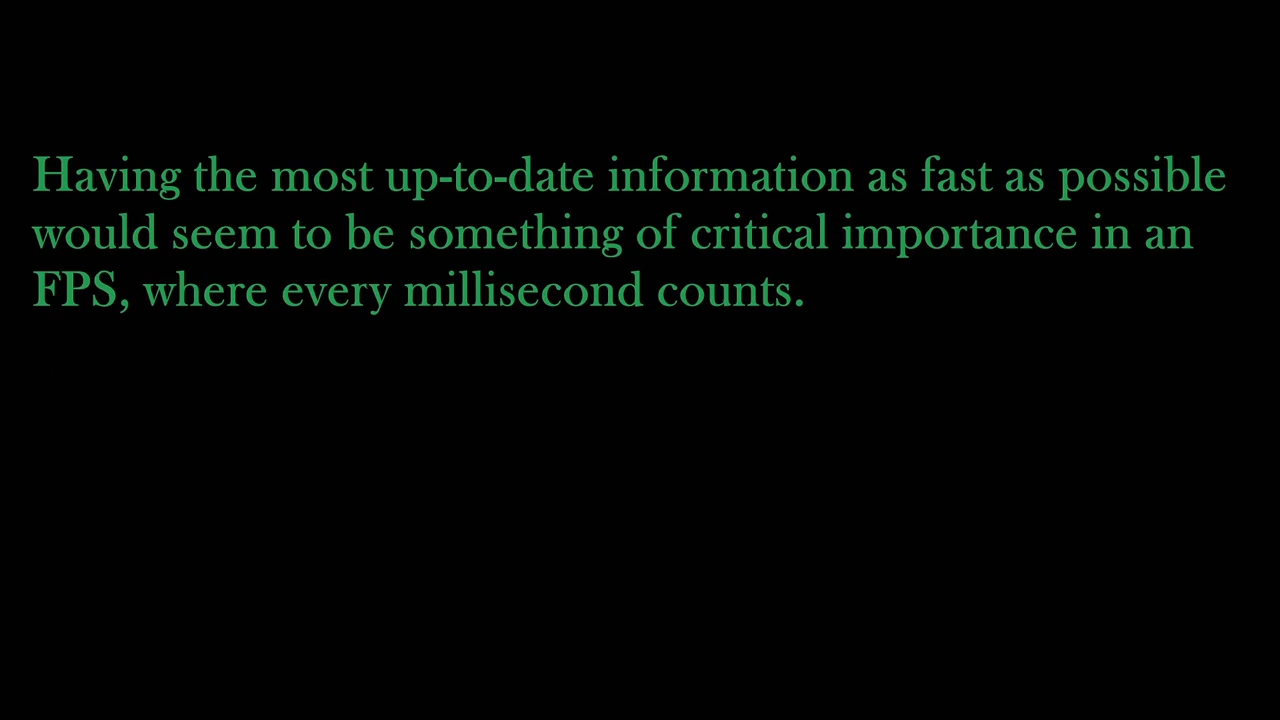 Having the most up-to-date information as fast as possible
would seem to be something of critical importance in an
FPS, where every millisecond counts.